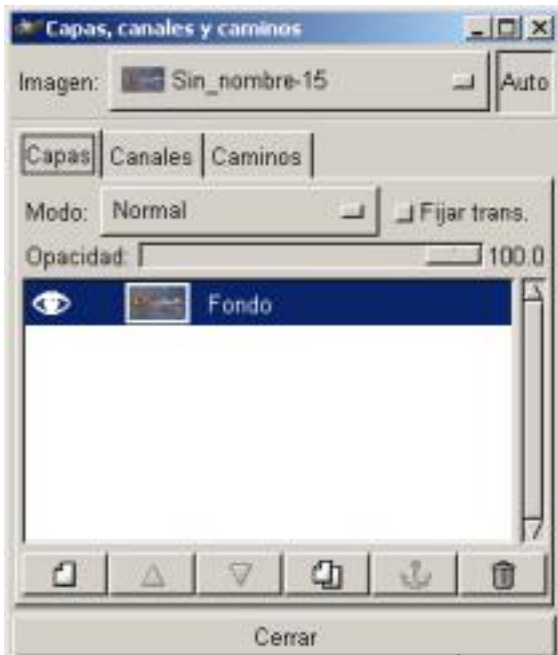 Capas, canales y caminos
Imagen: Sin_nombre-15 Auto
Capas Canales Caminos
Modo: Normal Fijar trans.
Opacidad: 100.0
Fondo
Cerrar